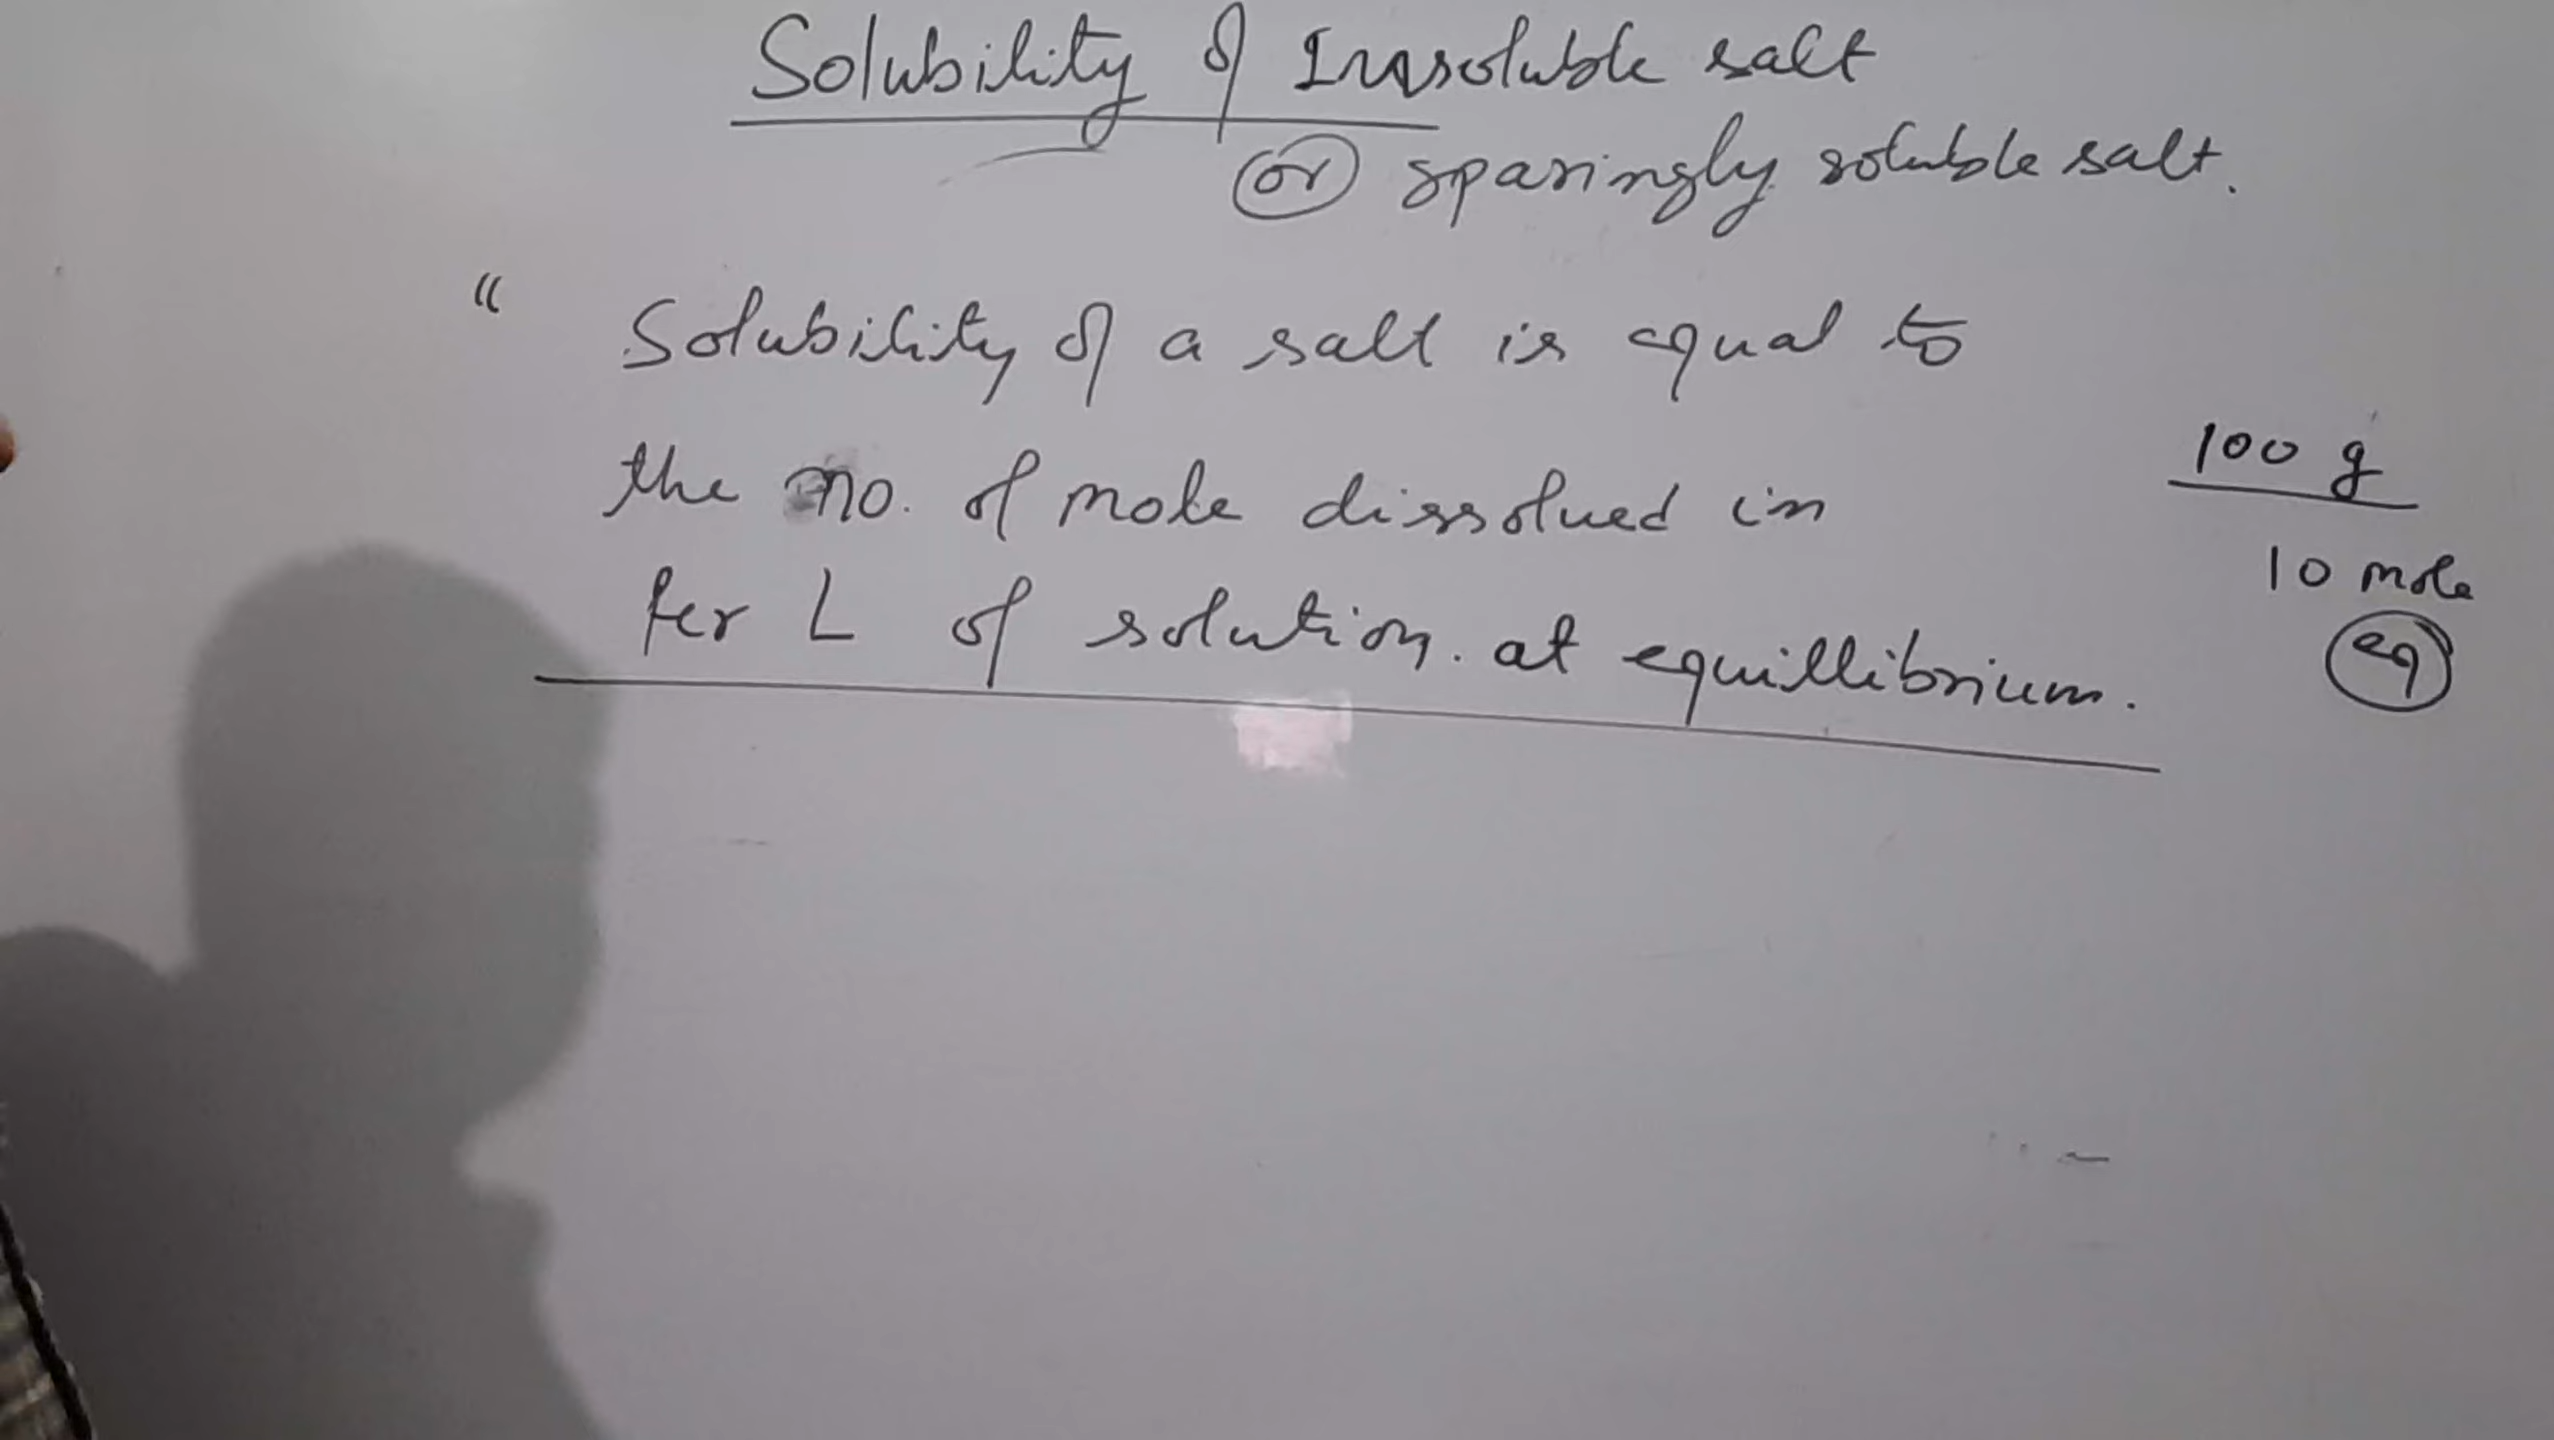 Solubility of Insoluble salt
or sparingly soluble salt.
" Solubility of a salt is equal to
the no. of mole dissolved in
per L of solution. at equillibrium.
100 g
10 mole
eq